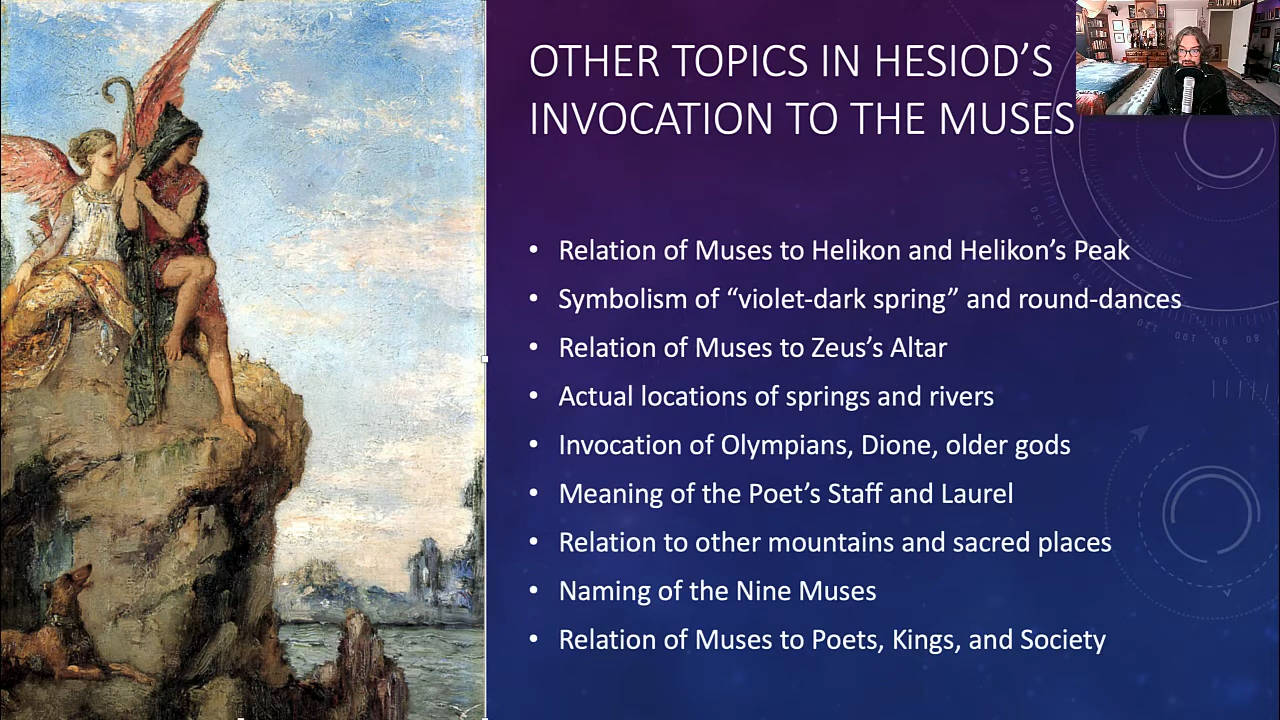 OTHER TOPICS IN HESIOD’S
INVOCATION TO THE MUSES
• Relation of Muses to Helikon and Helikon’s Peak
• Symbolism of “violet-dark spring” and round-dances
• Relation of Muses to Zeus’s Altar
• Actual locations of springs and rivers
• Invocation of Olympians, Dione, older gods
• Meaning of the Poet’s Staff and Laurel
• Relation to other mountains and sacred places
• Naming of the Nine Muses
• Relation of Muses to Poets, Kings, and Society